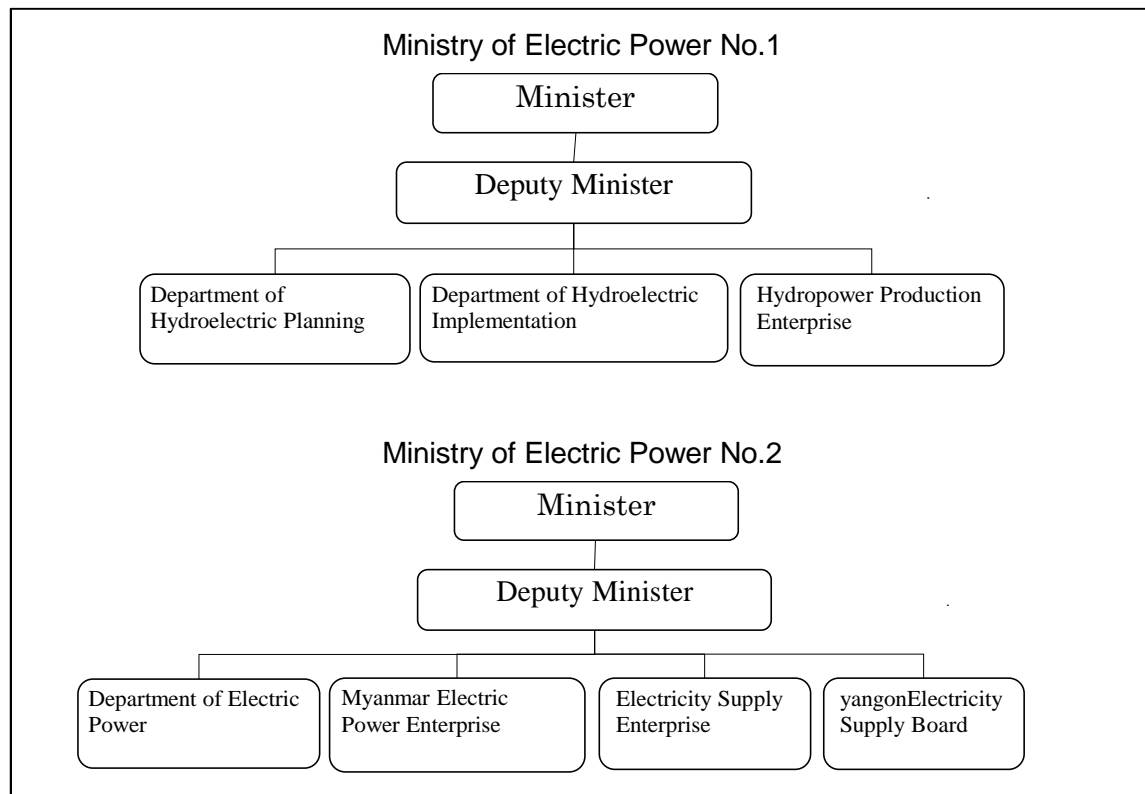 Ministry of Electric Power No.1
Minister
Deputy Minister
Department of
Hydroelectric Planning
Department of Hydroelectric
Implementation
Hydropower Production
Enterprise
Ministry of Electric Power No.2
Minister
Deputy Minister
Department of Electric
Power
Myanmar Electric
Power Enterprise
Electricity Supply
Enterprise
yangonElectricity
Supply Board